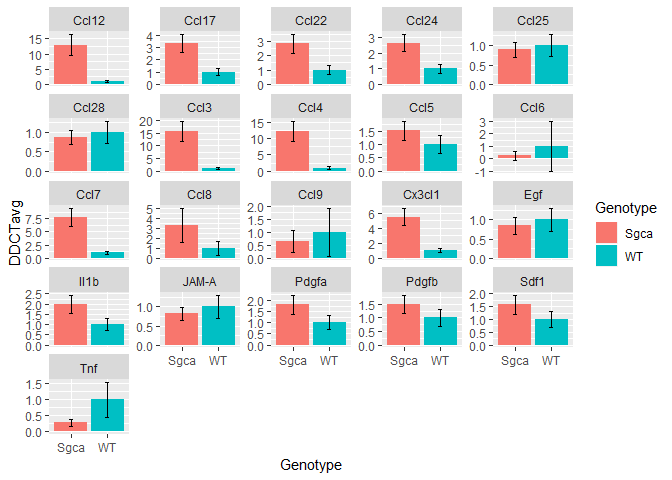 Ccl12 Ccl17 Ccl22 Ccl24 Ccl25
15 10 5 0 4 3 2 1 0 3 2 1 0 3 2 1 0 1.0 0.5 0.0
Ccl28 Ccl3 Ccl4 Ccl5 Ccl6
1.0 0.5 0.0 20 15 10 5 0 15 10 5 0 1.5 1.0 0.5 0.0 3 2 1 0 -1
Ccl7 Ccl8 Ccl9 Cx3cl1 Egf
7.5 5.0 2.5 0.0 5 4 3 2 1 0 2.0 1.5 1.0 0.5 0.0 6 4 2 0 1.0 0.5 0.0
Il1b JAM-A Pdgfa Pdgfb Sdf1
2.5 2.0 1.5 1.0 0.5 0.0 1.0 0.5 0.0 2.0 1.5 1.0 0.5 0.0 1.5 1.0 0.5 0.0 2.0 1.5 1.0 0.5 0.0
Sgca WT Sgca WT Sgca WT Sgca WT
Tnf
1.5 1.0 0.5 0.0
Sgca WT
Genotype
DDCTavg
Genotype
Sgca
WT